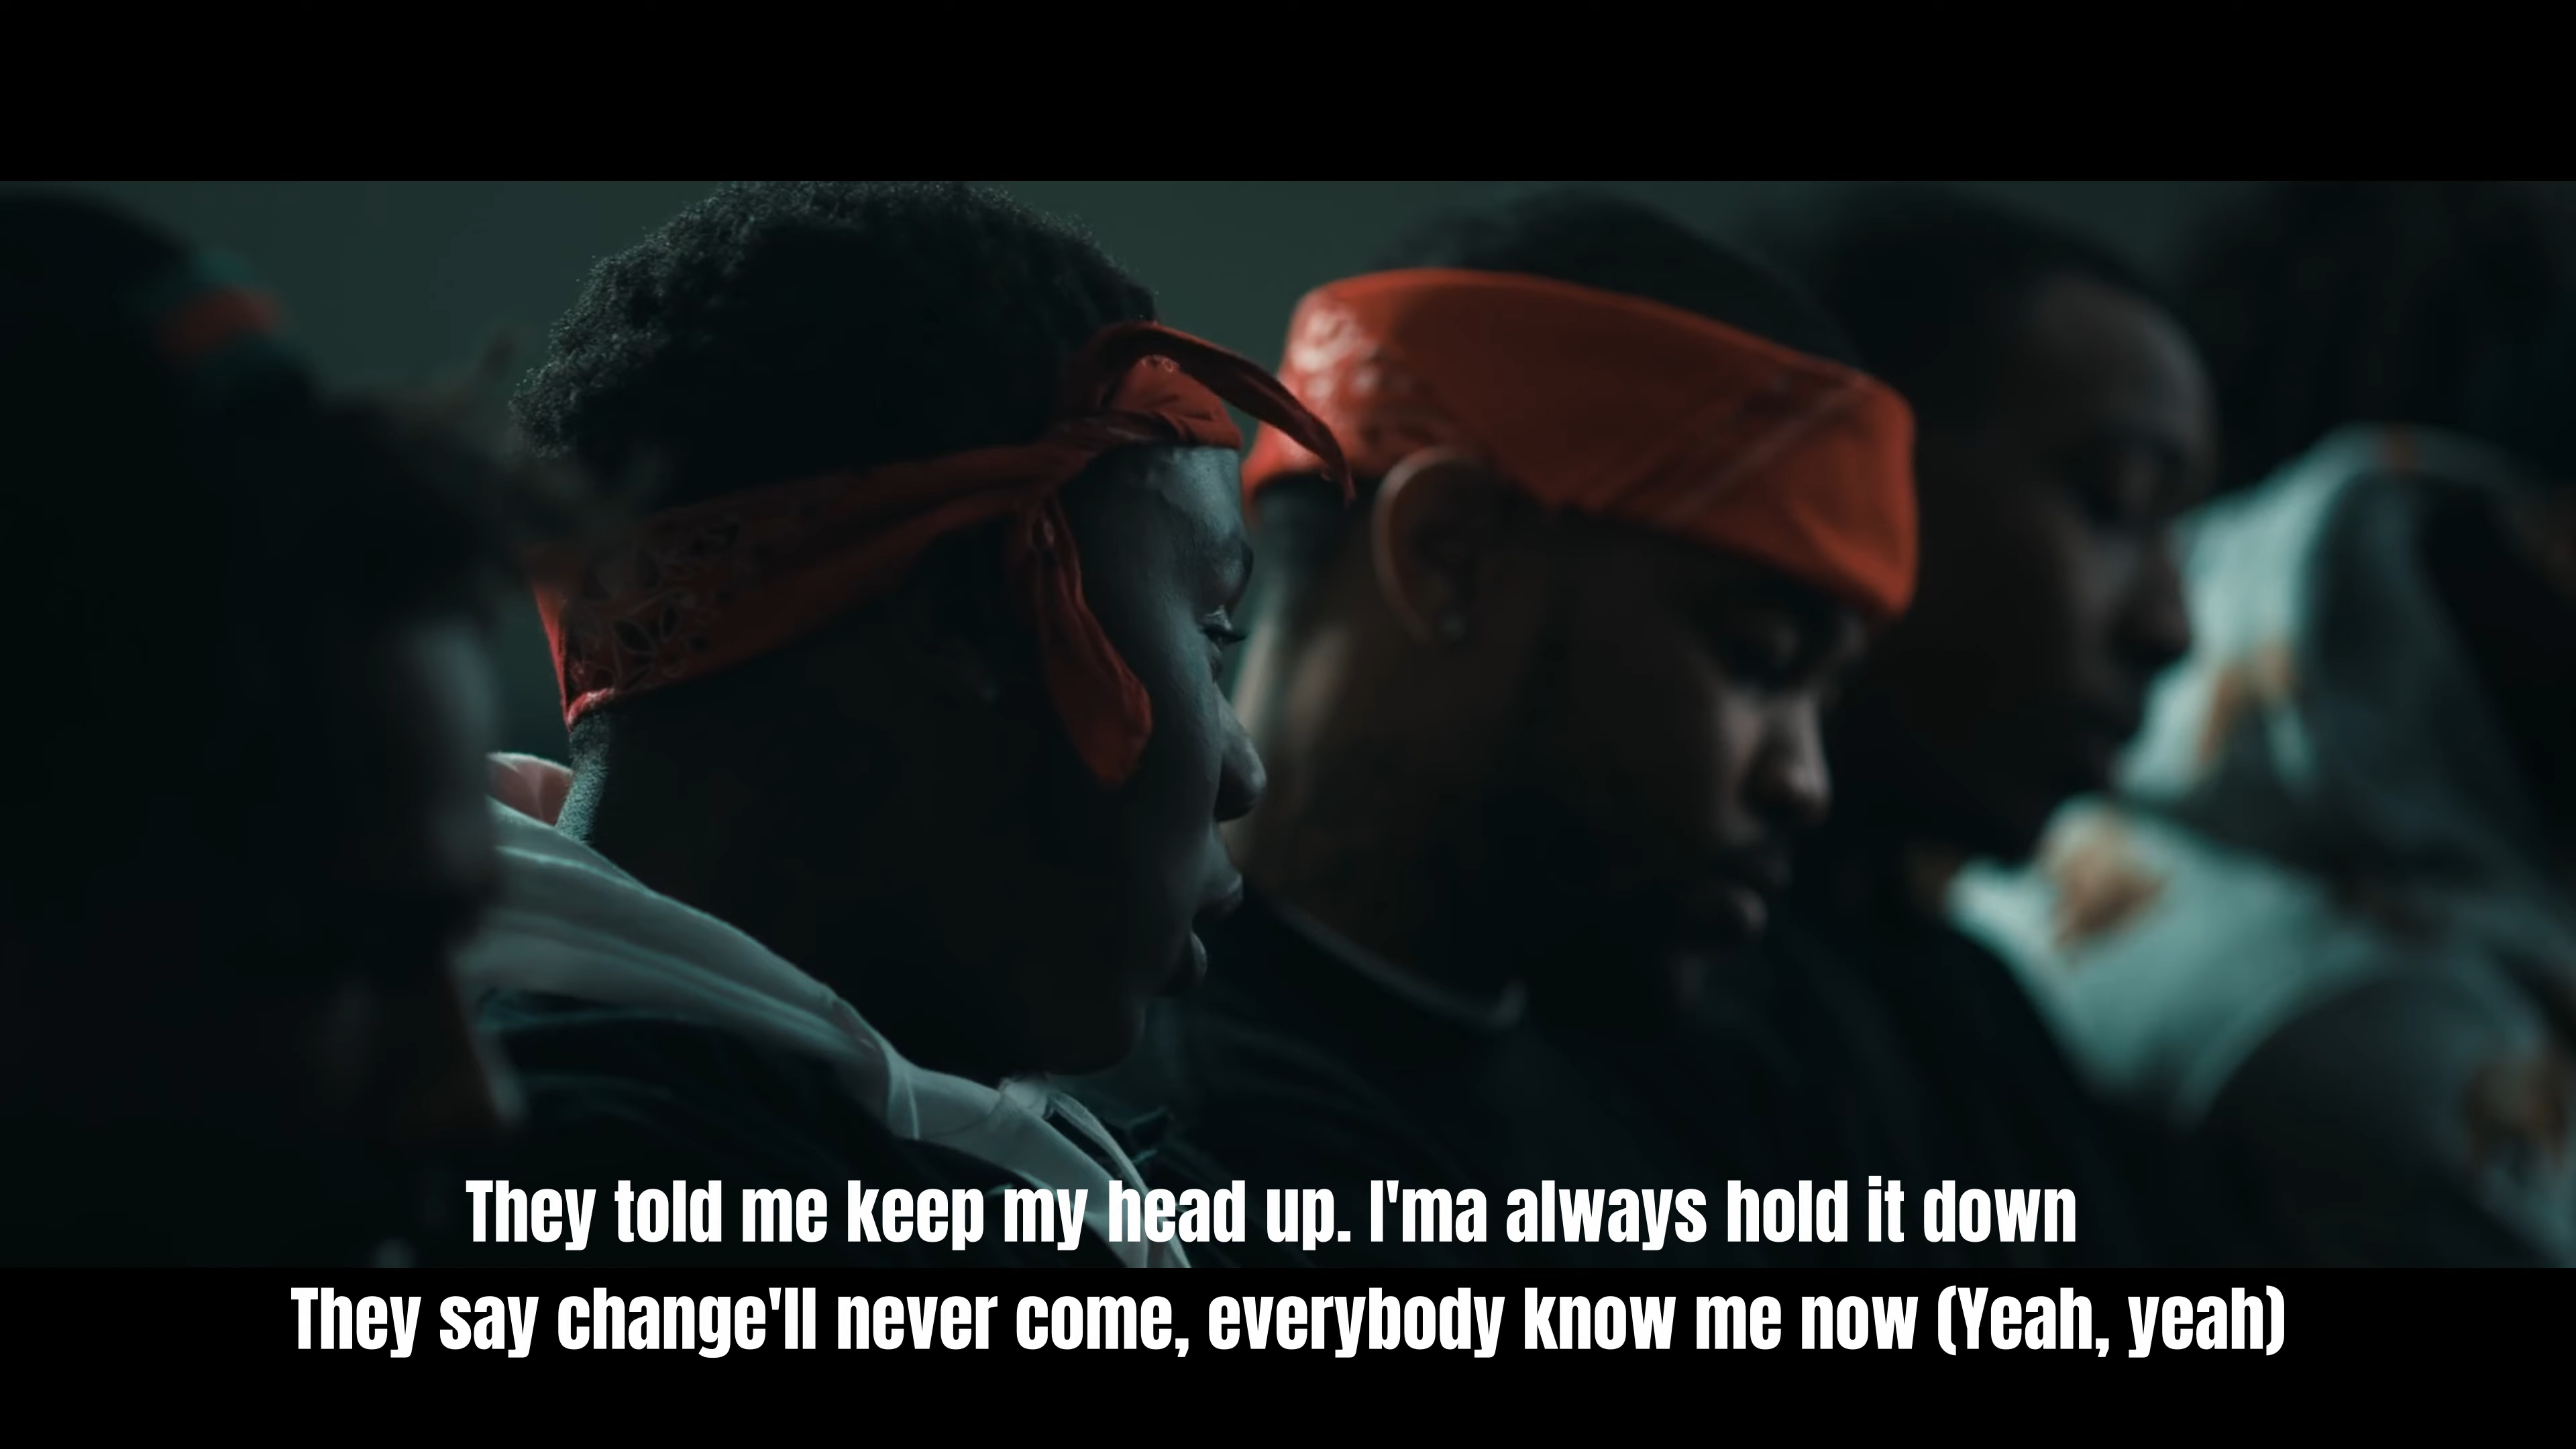 They told me keep my head up. I'ma always hold it down
They say change'll never come, everybody know me now (Yeah, yeah)